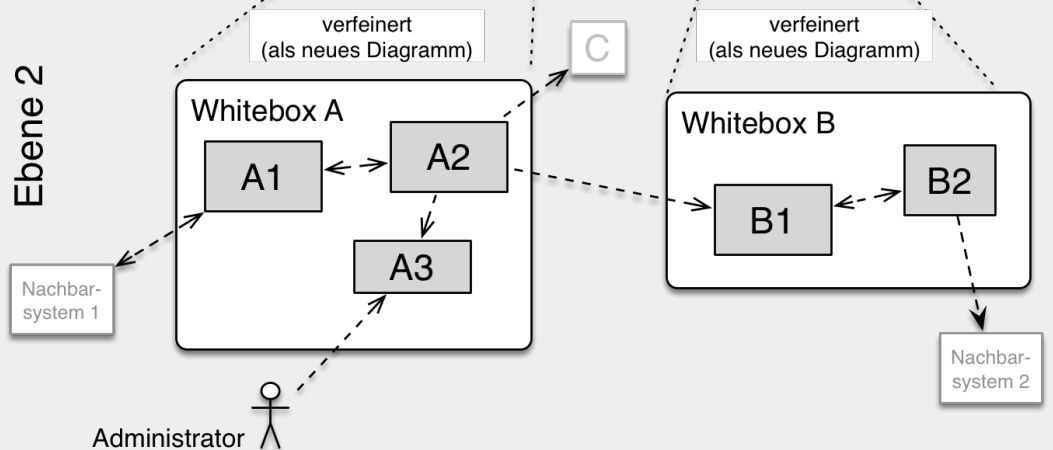 verfeinert
(als neues Diagramm)
verfeinert
(als neues Diagramm)
C
Ebene 2
Whitebox A
A1
A2
A3
Whitebox B
B1
B2
Nachbar-
system 1
Nachbar-
system 2
Administrator